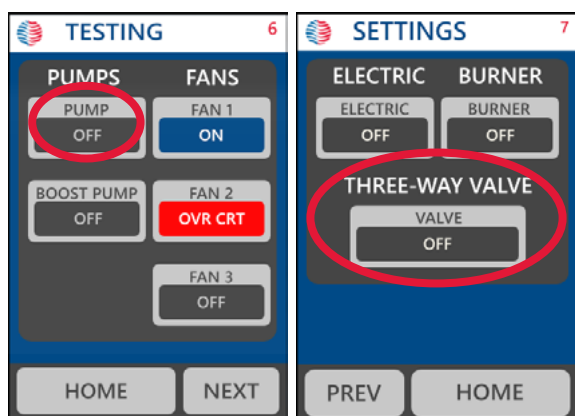 TESTING 6
PUMPS FANS
PUMP FAN 1
OFF ON
BOOST PUMP FAN 2
OFF OVR CRT
FAN 3
OFF
HOME NEXT
SETTINGS 7
ELECTRIC BURNER
ELECTRIC BURNER
OFF OFF
THREE-WAY VALVE
VALVE
OFF
PREV HOME